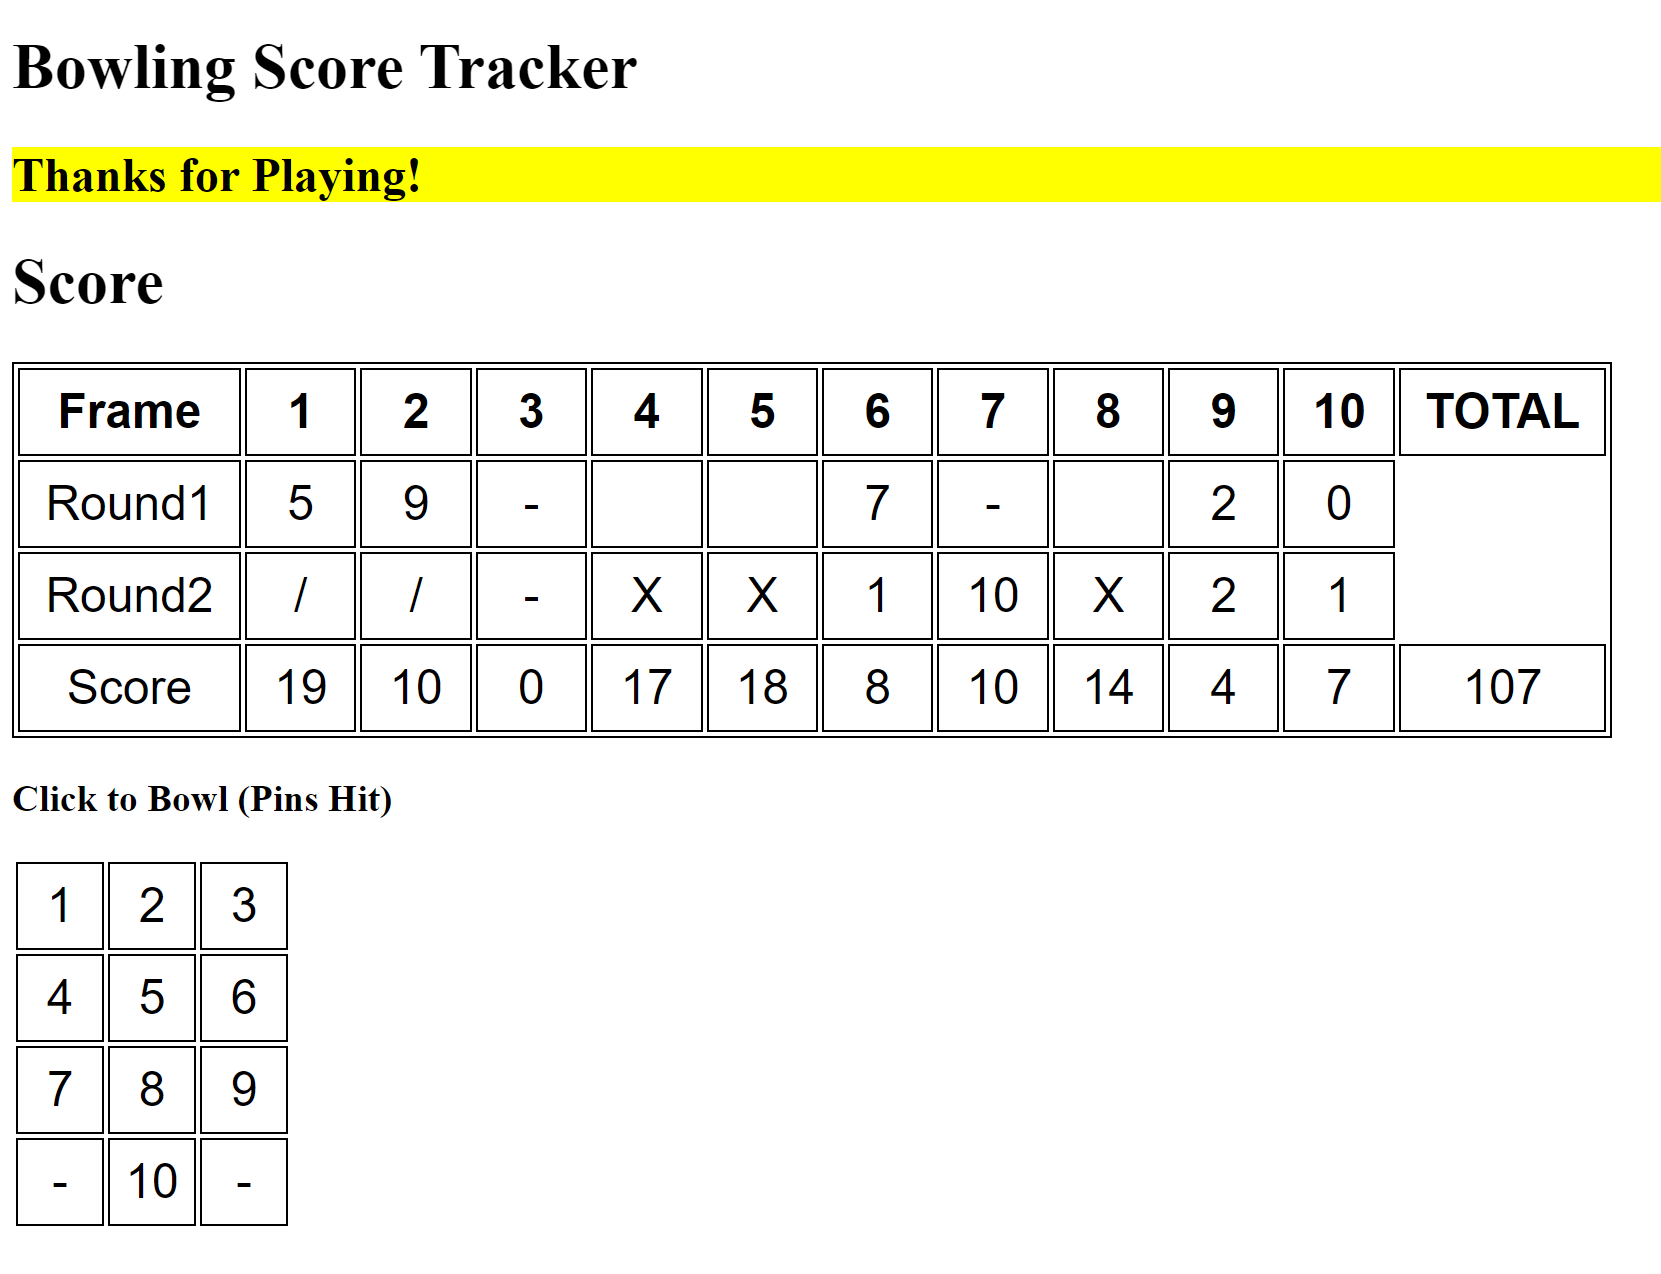 Bowling Score Tracker
Thanks for Playing!
Score
Frame 1 2 3 4 5 6 7 8 9 10 TOTAL
Round1 5 9 - 7 - 2 0
Round2 / / - X X 1 10 X 2 1
Score 19 10 0 17 18 8 10 14 4 7 107
Click to Bowl (Pins Hit)
1 2 3
4 5 6
7 8 9
- 10 -